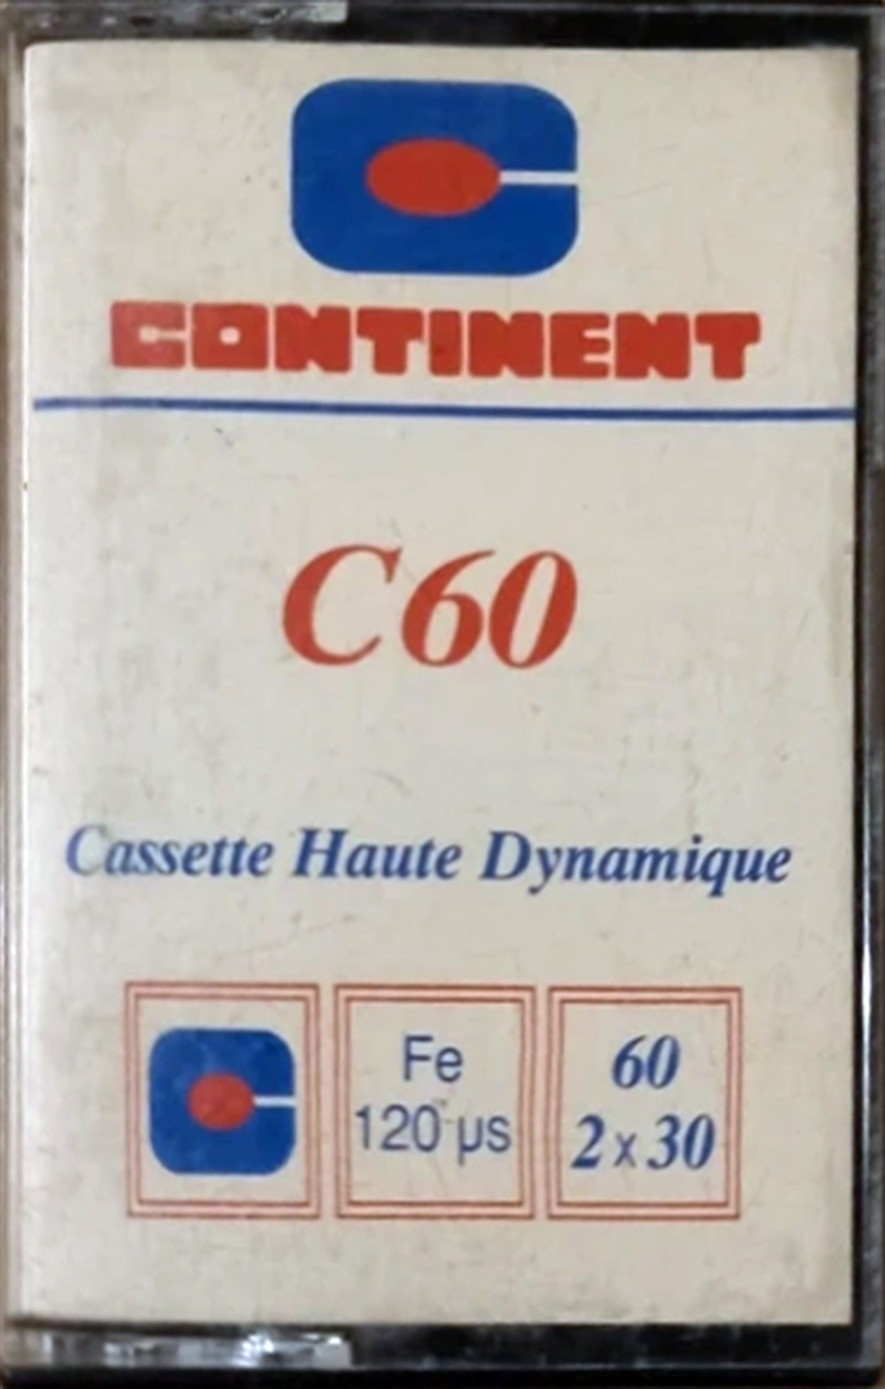 CONTINENT
C60
Cassette Haute Dynamique
Fe
120 µs
60
2 x 30